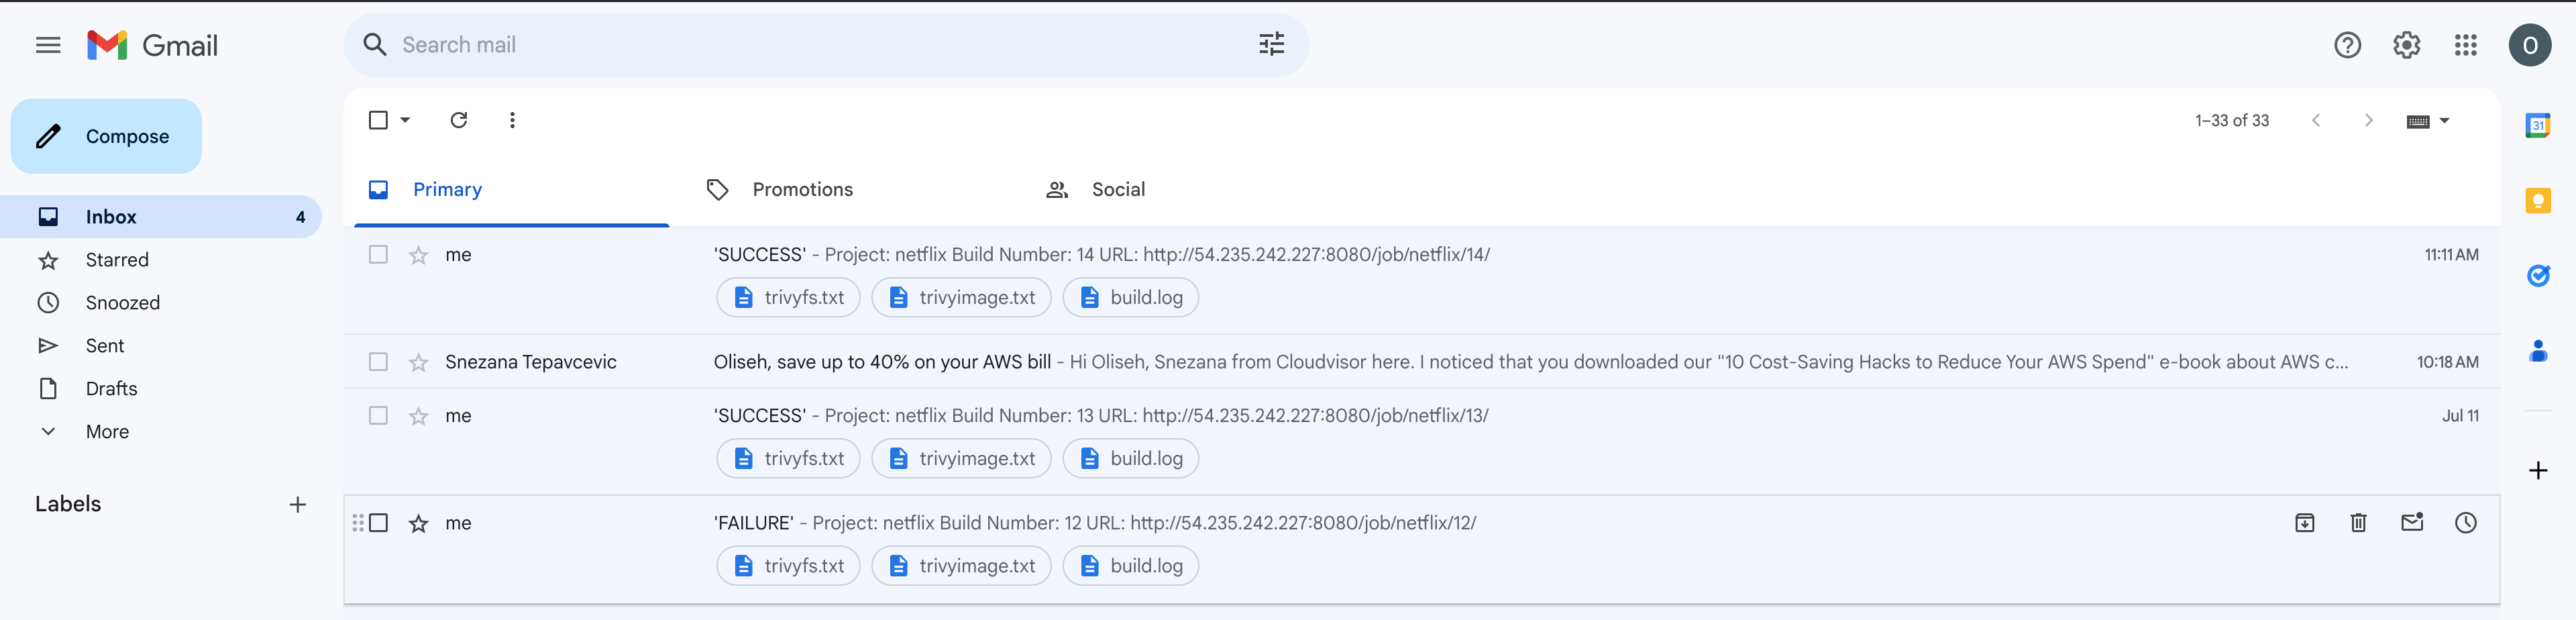 Gmail
Search mail
O
Compose
1–33 of 33
31
Primary
Promotions
Social
Inbox 4
Starred
Snoozed
Sent
Drafts
More
Labels
me 'SUCCESS' - Project: netflix Build Number: 14 URL: http://54.235.242.227:8080/job/netflix/14/ 11:11 AM
trivyfs.txt trivyimage.txt build.log
Snezana Tepavcevic Oliseh, save up to 40% on your AWS bill - Hi Oliseh, Snezana from Cloudvisor here. I noticed that you downloaded our "10 Cost-Saving Hacks to Reduce Your AWS Spend" e-book about AWS c... 10:18 AM
me 'SUCCESS' - Project: netflix Build Number: 13 URL: http://54.235.242.227:8080/job/netflix/13/ Jul 11
trivyfs.txt trivyimage.txt build.log
me 'FAILURE' - Project: netflix Build Number: 12 URL: http://54.235.242.227:8080/job/netflix/12/
trivyfs.txt trivyimage.txt build.log